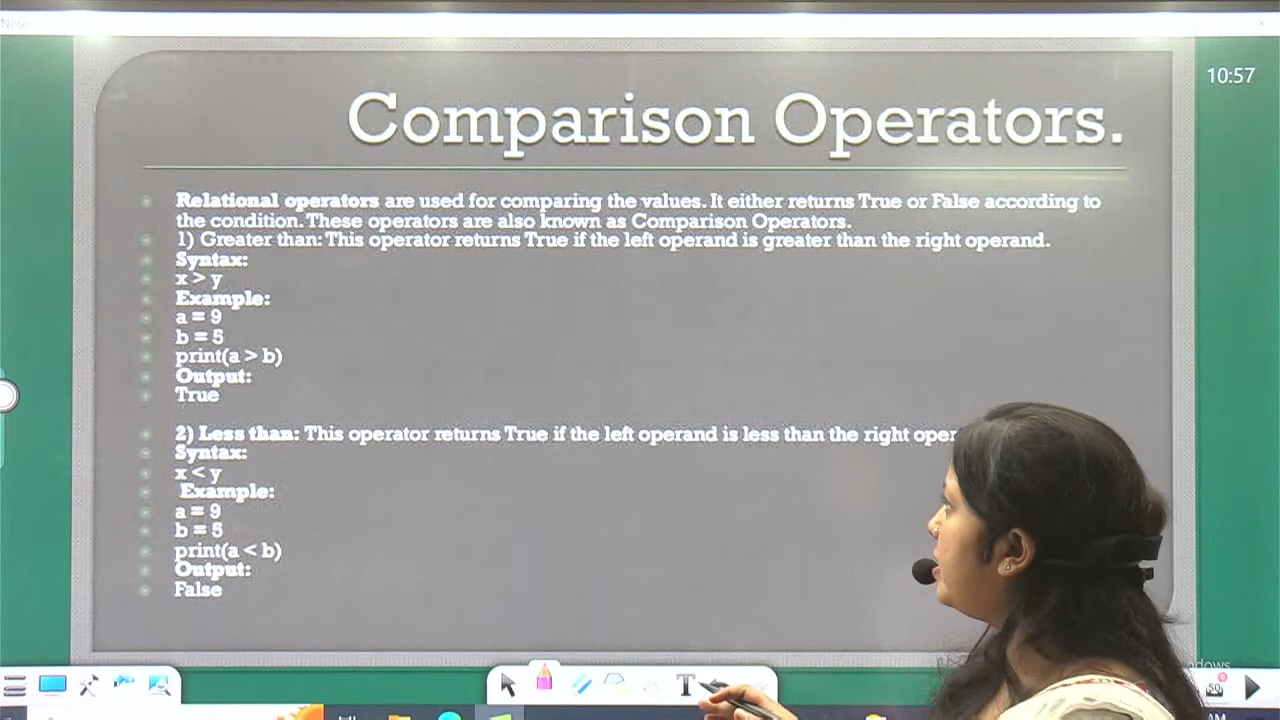 Note
10:57
Comparison Operators.
Relational operators are used for comparing the values. It either returns True or False according to
the condition. These operators are also known as Comparison Operators.
1) Greater than: This operator returns True if the left operand is greater than the right operand.
Syntax:
x > y
Example:
a = 9
b = 5
print(a > b)
Output:
True
2) Less than: This operator returns True if the left operand is less than the right
Syntax:
x < y
Example:
a = 9
b = 5
print(a < b)
Output:
False
T
50